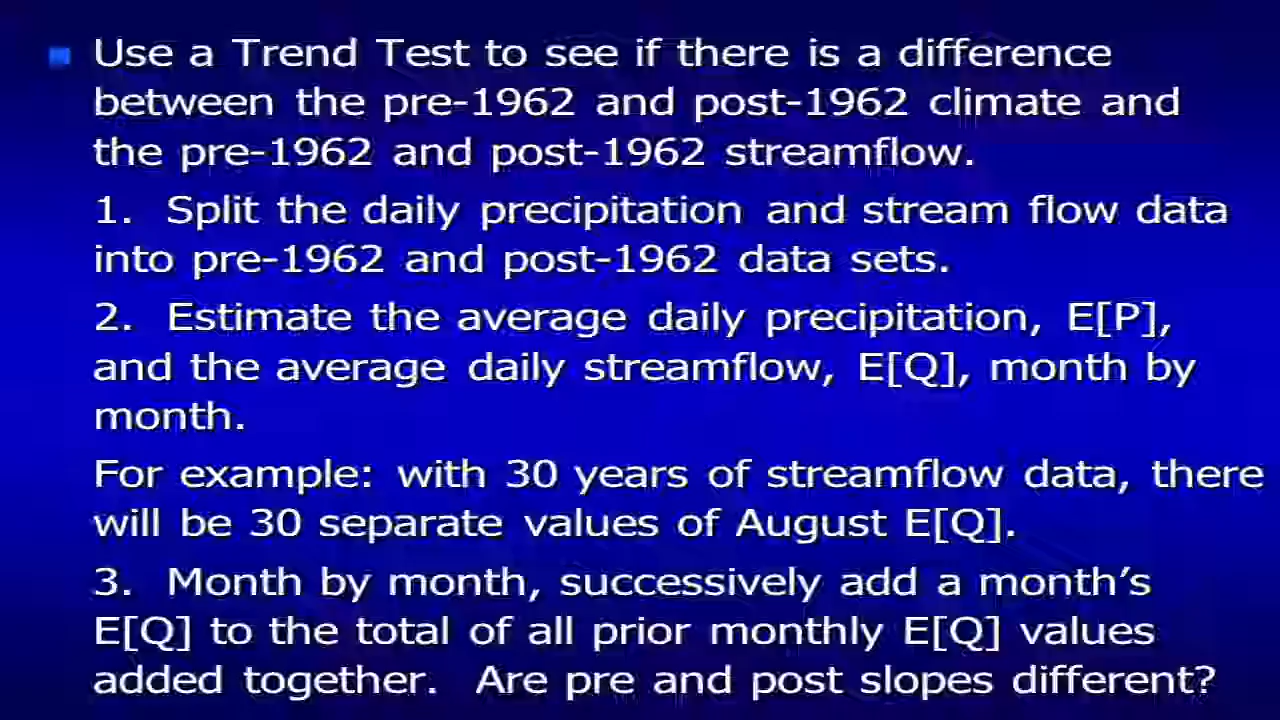 Use a Trend Test to see if there is a difference
between the pre-1962 and post-1962 climate and
the pre-1962 and post-1962 streamflow.
1. Split the daily precipitation and stream flow data
into pre-1962 and post-1962 data sets.
2. Estimate the average daily precipitation, E[P],
and the average daily streamflow, E[Q], month by
month.
For example: with 30 years of streamflow data, there
will be 30 separate values of August E[Q].
3. Month by month, successively add a month’s
E[Q] to the total of all prior monthly E[Q] values
added together. Are pre and post slopes different?